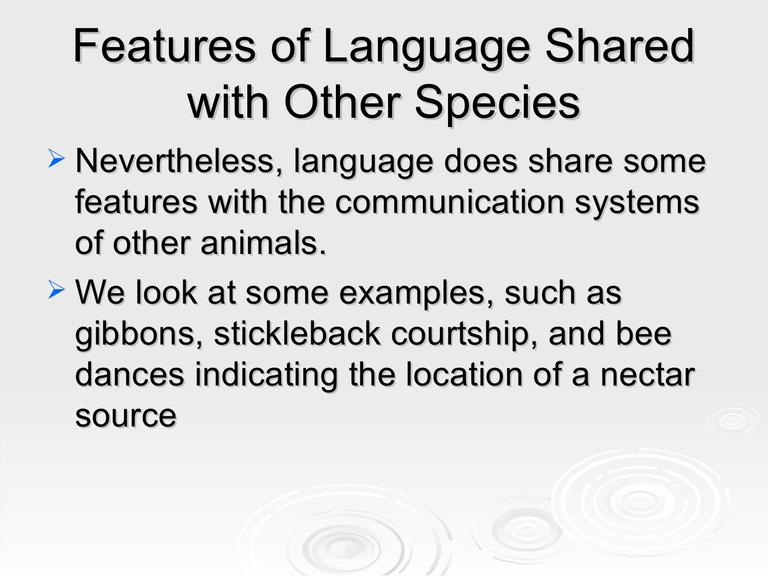 Features of Language Shared
with Other Species
Nevertheless, language does share some
features with the communication systems
of other animals.
We look at some examples, such as
gibbons, stickleback courtship, and bee
dances indicating the location of a nectar
source